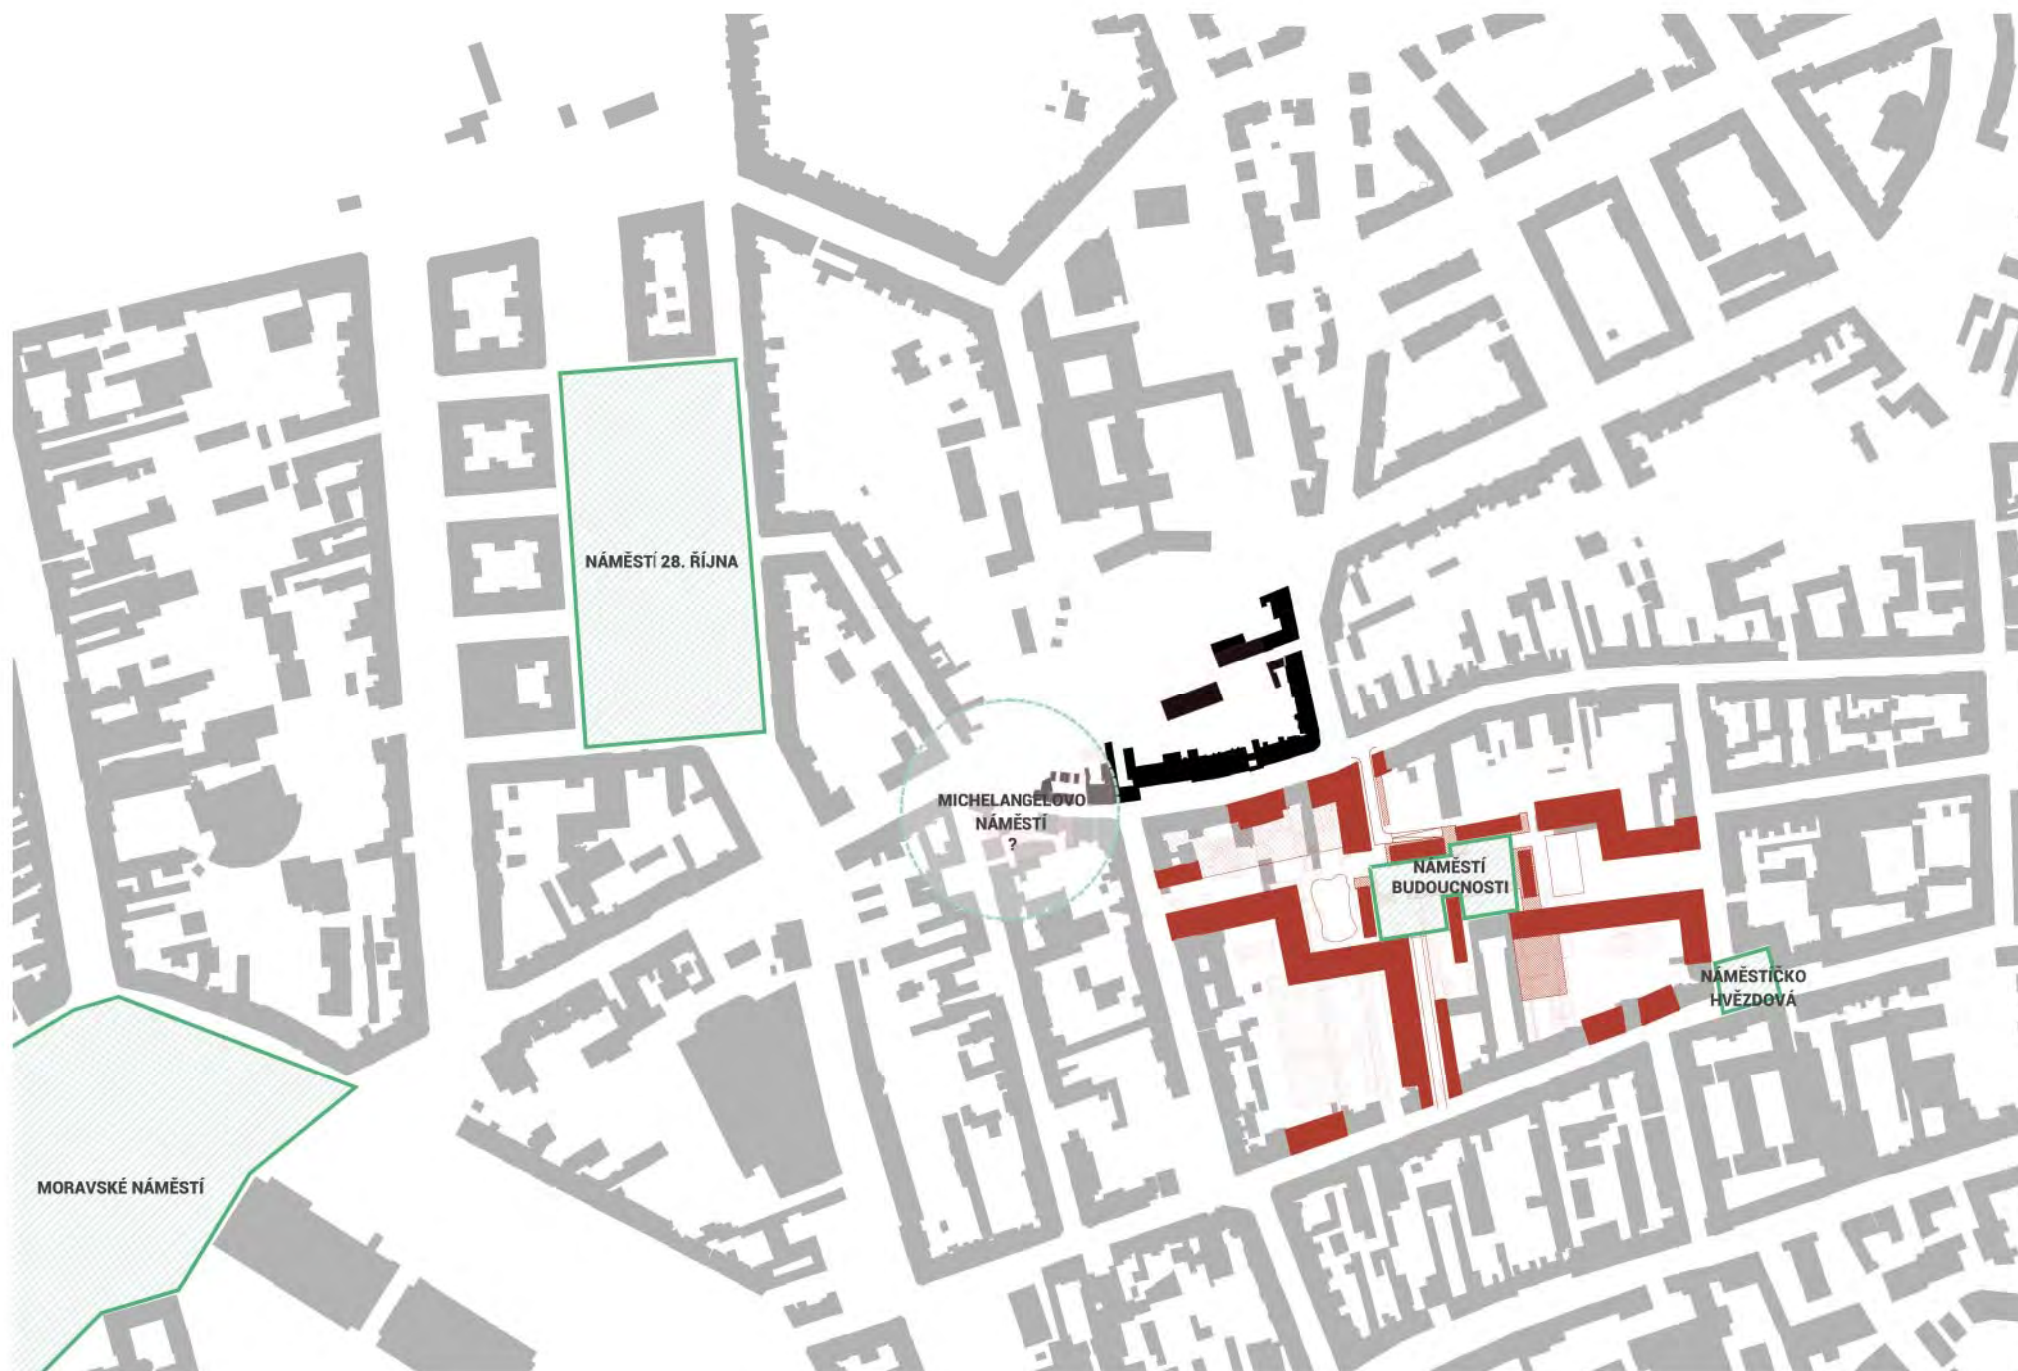 NÁMĚSTÍ 28. ŘÍJNA
MICHELANGELOVO
NÁMĚSTÍ
?
NÁMĚSTÍ
BUDOUCNOSTI
NÁMĚSTÍČKO
HVĚZDOVÁ
MORAVSKÉ NÁMĚSTÍ